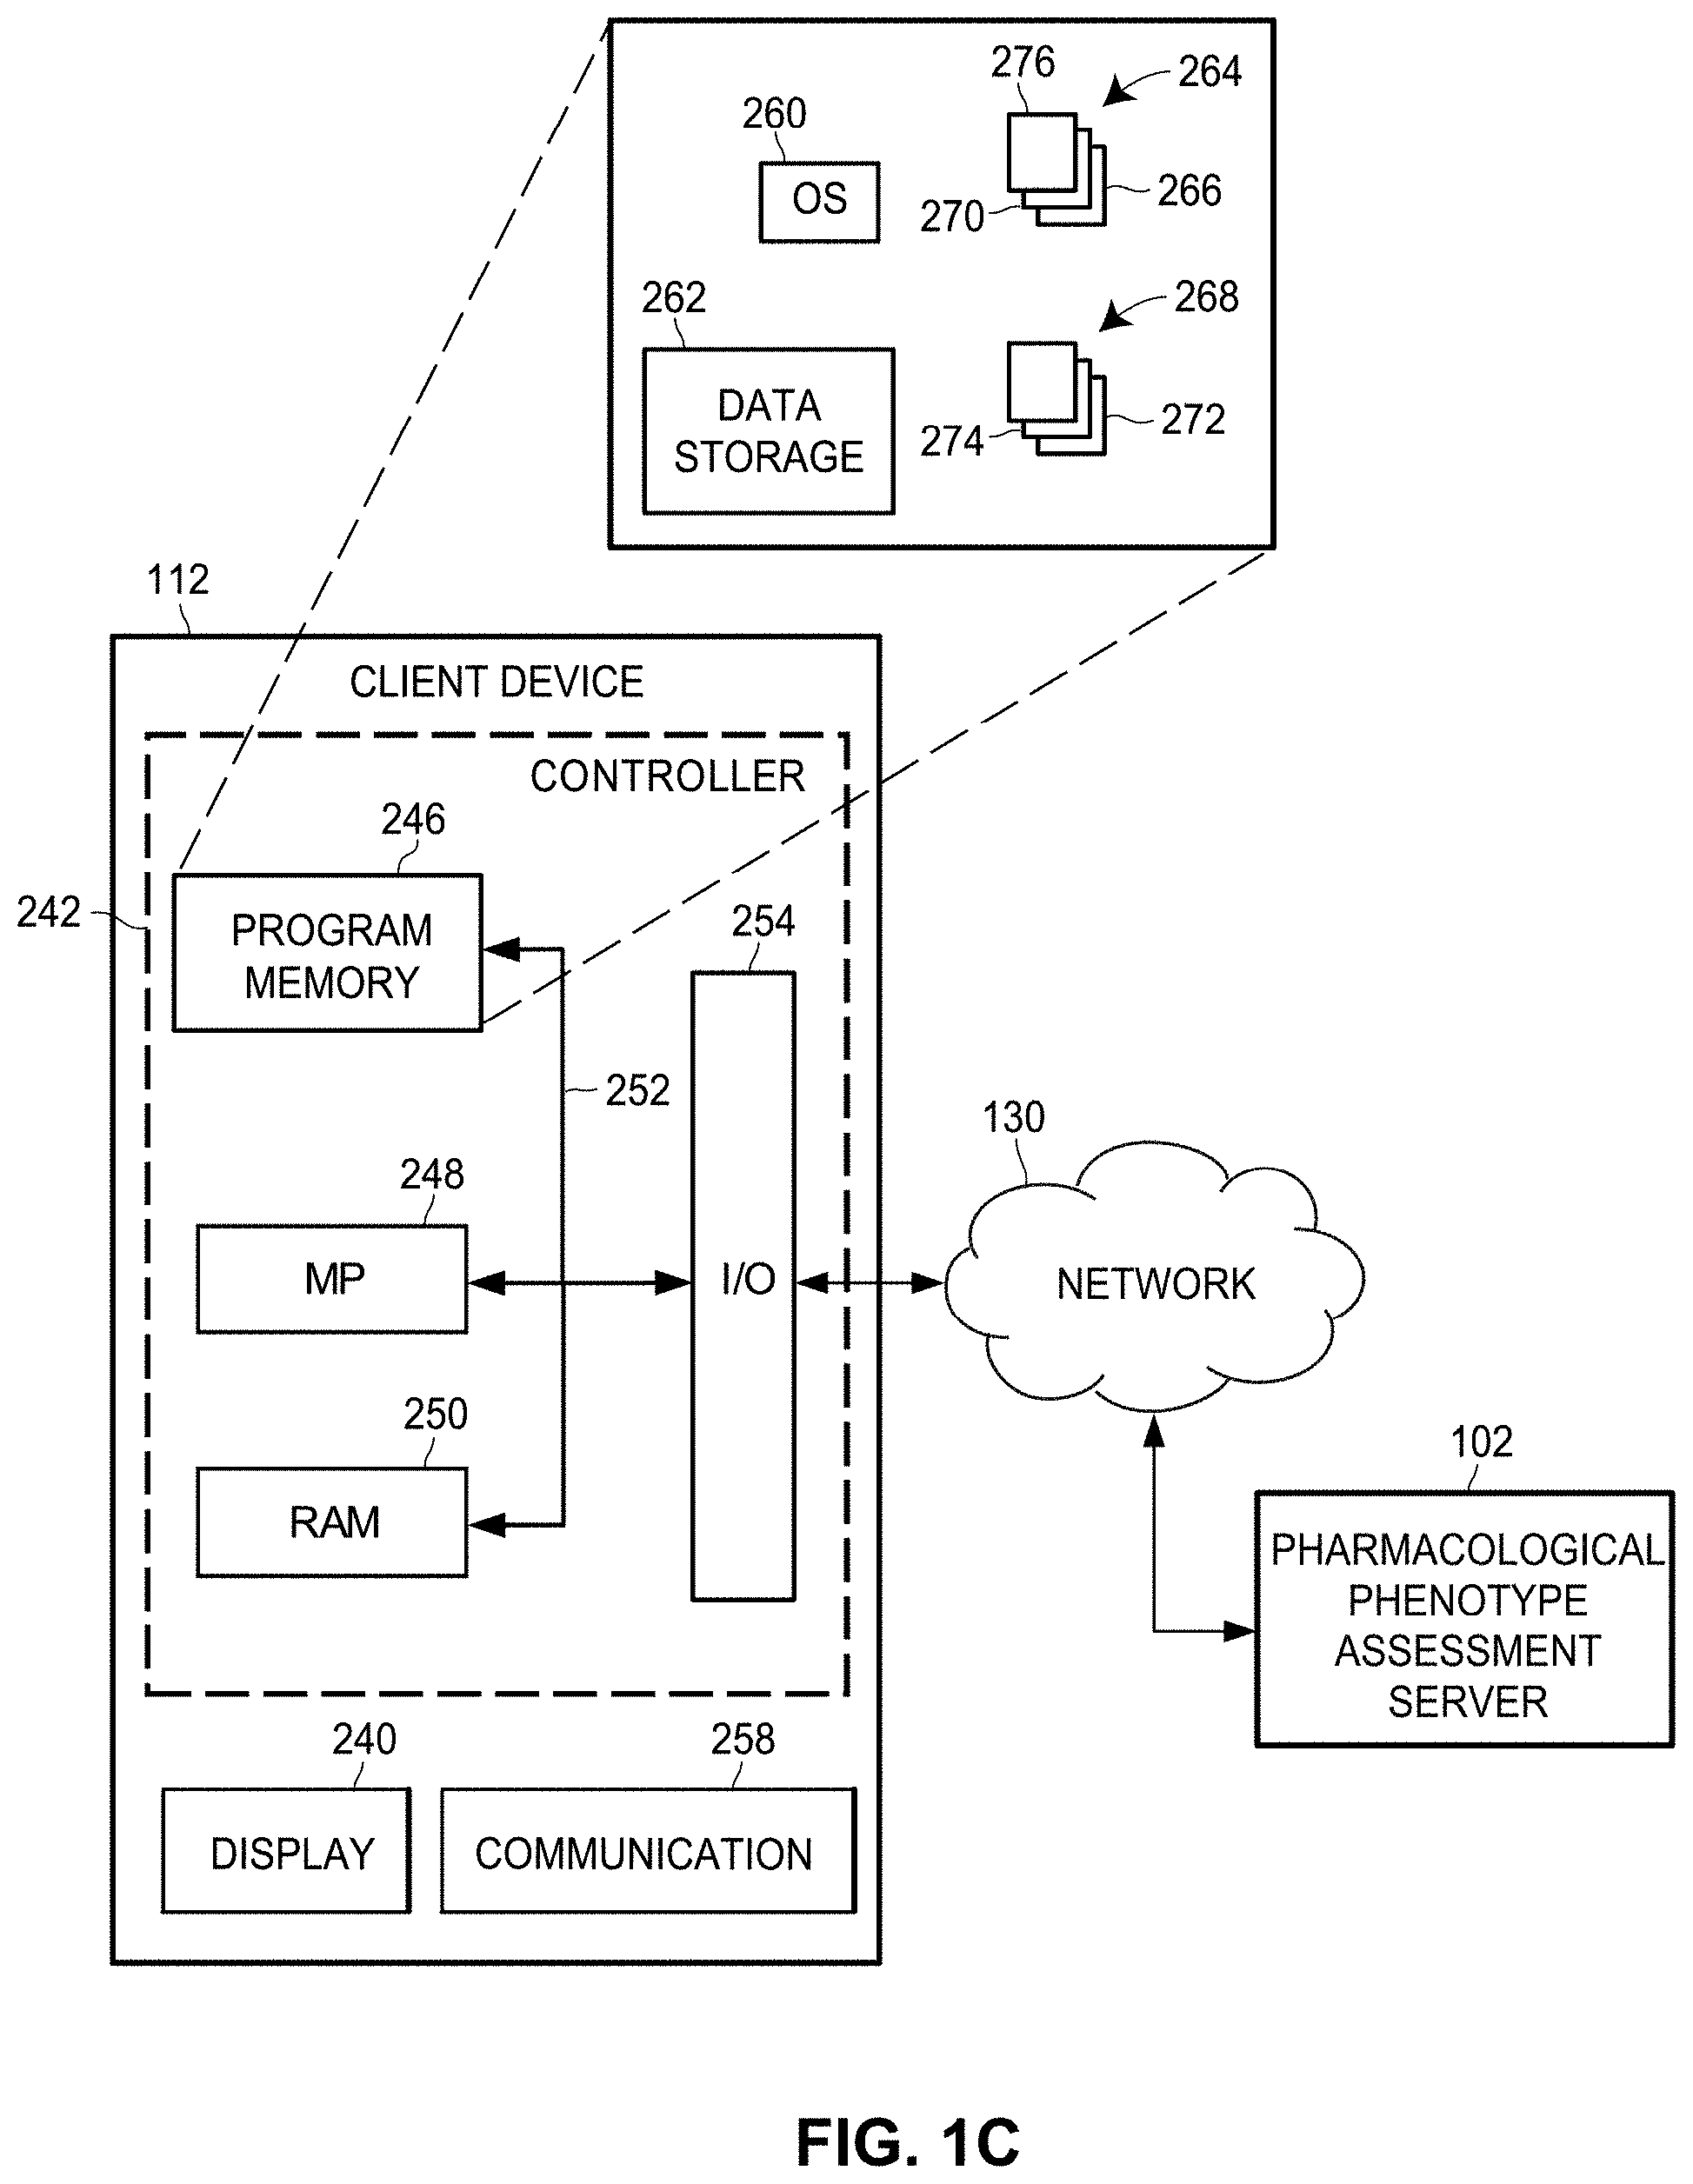 276
264
260
OS
266
270
262
268
DATA
STORAGE
272
274
112
CLIENT DEVICE
CONTROLLER
246
242
PROGRAM
MEMORY
254
252
130
248
MP
I/O
NETWORK
250
RAM
102
PHARMACOLOGICAL
PHENOTYPE
ASSESSMENT
SERVER
240
258
DISPLAY
COMMUNICATION
FIG. 1C